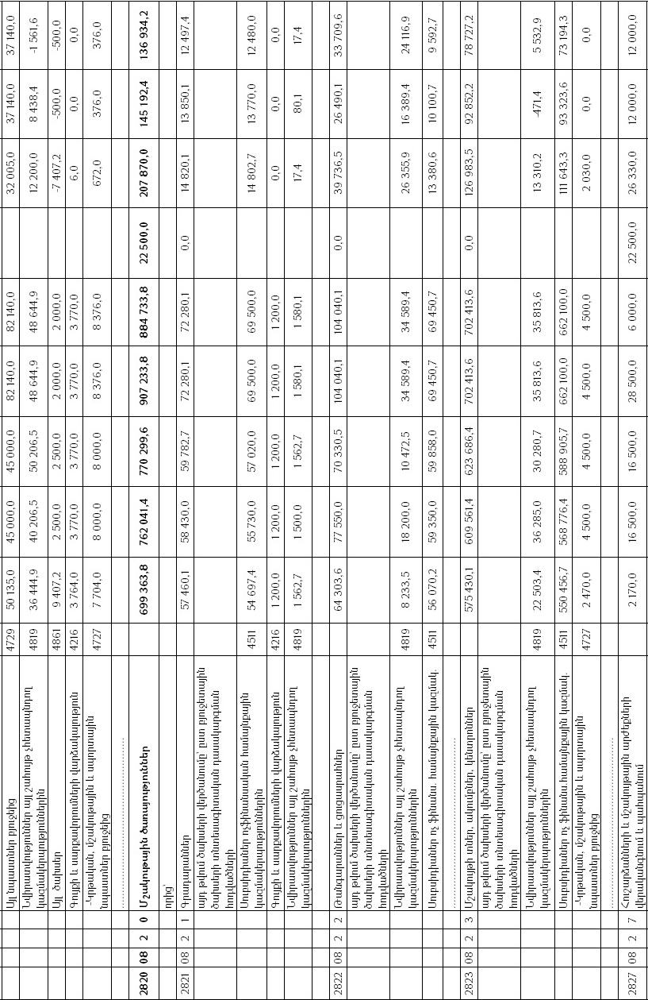 Այլ նպաստներ բյուջեից 4729 50 135,0 45 000,0 45 000,0 82 140,0 82 140,0 32 005,0 37 140,0 37 140,0
Նվիրատվություններ այլ շահույթ չհետապնդող
կազմակերպություններին 4819 36 444,9 40 206,5 50 206,5 48 644,9 48 644,9 12 200,0 8 438,4 -1 561,6
Այլ ծախսեր 4861 9 407,2 2 500,0 2 500,0 2 000,0 2 000,0 -7 407,2 -500,0 -500,0
Գույքի և սարքավորումների վարձակալություն 4216 3 764,0 3 770,0 3 770,0 3 770,0 3 770,0 6,0 0,0 0,0
-Կրթական, մշակութային և սպորտային
նպաստներ բյուջեից 4727 7 704,0 8 000,0 8 000,0 8 376,0 8 376,0 672,0 376,0 376,0
............................................................
2820 08 2 0 Մշակութային ծառայություններ 699 363,8 762 041,4 770 299,6 907 233,8 884 733,8 22 500,0 207 870,0 145 192,4 136 934,2
որից՝
2821 08 2 1 Գրադարաններ 57 460,1 58 430,0 59 782,7 72 280,1 72 280,1 0,0 14 820,1 13 850,1 12 497,4
այդ թվում ծախսերի վերծանումը՝ ըստ բյուջետային
ծախսերի տնտեսագիտական դասակարգման
հոդվածների
Սուբսիդիաներ ոչֆինանսական համայնքային
կազմակերպություններին 4511 54 697,4 55 730,0 57 020,0 69 500,0 69 500,0 14 802,7 13 770,0 12 480,0
Գույքի և սարքավորումների վարձակալություն 4216 1 200,0 1 200,0 1 200,0 1 200,0 1 200,0 0,0 0,0 0,0
Նվիրատվություններ այլ շահույթ չհետապնդող
կազմակերպություններին 4819 1 562,7 1 500,0 1 562,7 1 580,1 1 580,1 17,4 80,1 17,4
2822 08 2 2 Թանգարաններ և ցուցասրահներ 64 303,6 77 550,0 70 330,5 104 040,1 104 040,1 0,0 39 736,5 26 490,1 33 709,6
այդ թվում ծախսերի վերծանումը՝ ըստ բյուջետային
ծախսերի տնտեսագիտական դասակարգման
հոդվածների
Նվիրատվություններ այլ շահույթ չհետապնդող
կազմակերպություններին 4819 8 233,5 18 200,0 10 472,5 34 589,4 34 589,4 26 355,9 16 389,4 24 116,9
Սուբսիդիաներ ոչ ֆինանս. համայնքային կազմակ. 4511 56 070,2 59 350,0 59 858,0 69 450,7 69 450,7 13 380,6 10 100,7 9 592,7
............................................................
2823 08 2 3 Մշակույթի տներ, ակումբներ, կենտրոններ 575 430,1 609 561,4 623 686,4 702 413,6 702 413,6 0,0 126 983,5 92 852,2 78 727,2
այդ թվում ծախսերի վերծանումը՝ ըստ բյուջետային
ծախսերի տնտեսագիտական դասակարգման
հոդվածների
Նվիրատվություններ այլ շահույթ չհետապնդող
կազմակերպություններին 4819 22 503,4 36 285,0 30 280,7 35 813,6 35 813,6 13 310,2 -471,4 5 532,9
Սուբսիդիաներ ոչ ֆինանս. համայնքային կազմակ. 4511 550 456,7 568 776,4 588 905,7 662 100,0 662 100,0 111 643,3 93 323,6 73 194,3
-Կրթական, մշակութային և սպորտային
նպաստներ բյուջեից 4727 2 470,0 4 500,0 4 500,0 4 500,0 4 500,0 2 030,0 0,0 0,0
............................................................
2827 08 2 7 Հուշարձանների և մշակութային արժեքների
վերականգնում և պահպանում 2 170,0 16 500,0 16 500,0 28 500,0 6 000,0 22 500,0 26 330,0 12 000,0 12 000,0